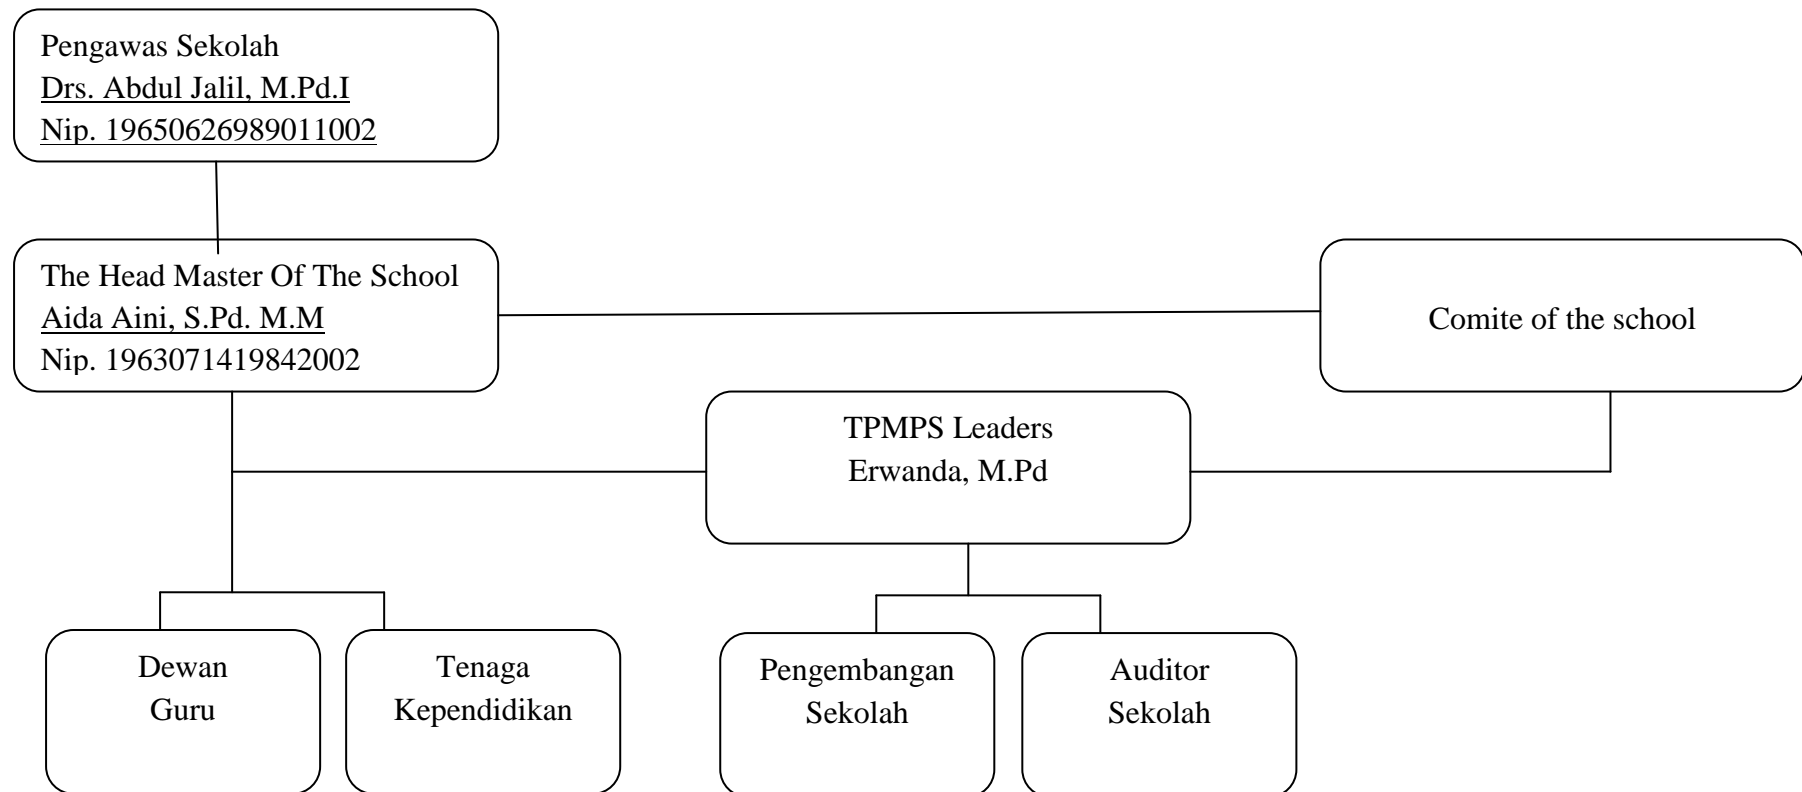 Pengawas Sekolah
Drs. Abdul Jalil, M.Pd.I
Nip. 19650626989011002
The Head Master Of The School
Aida Aini, S.Pd. M.M
Nip. 1963071419842002
Comite of the school
TPMPS Leaders
Erwanda, M.Pd
Dewan
Guru
Tenaga
Kependidikan
Pengembangan
Sekolah
Auditor
Sekolah